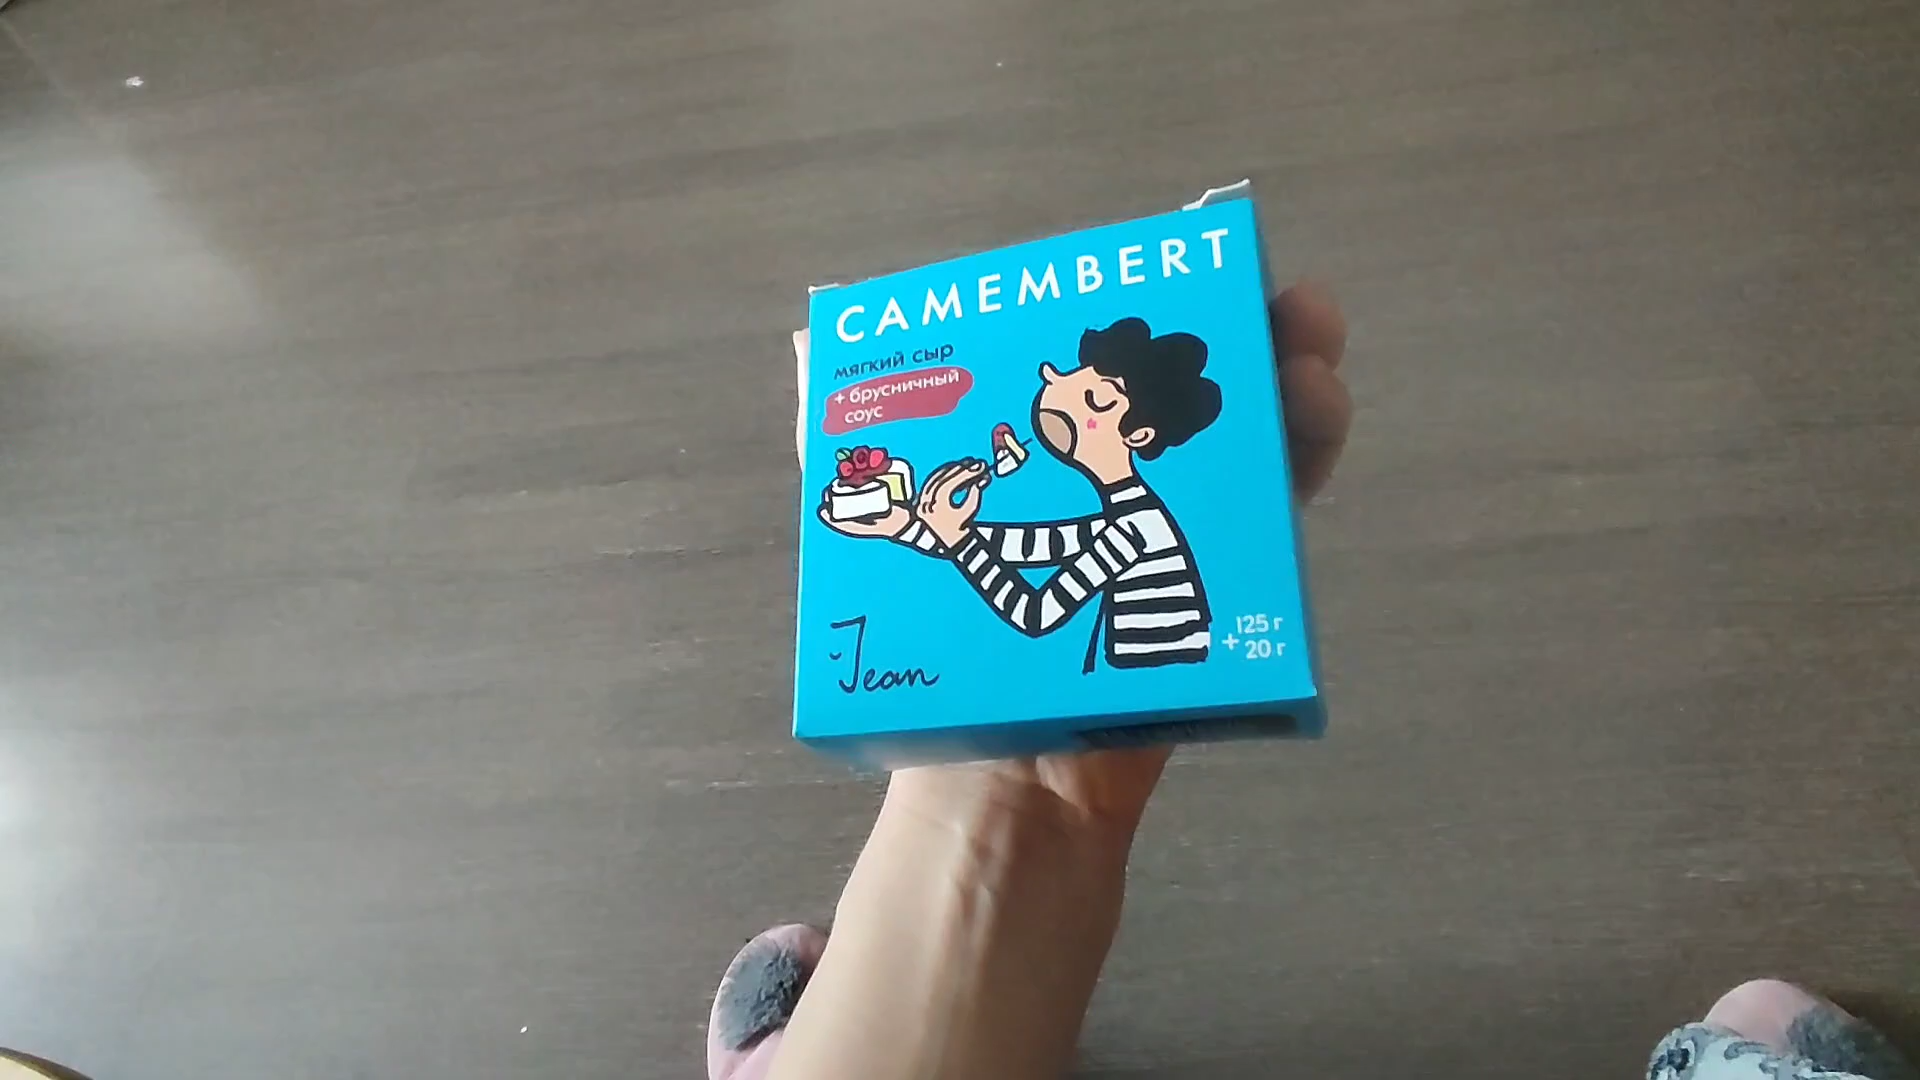 CAMEMBERT
мягкий сыр
+ брусничный
соус
Jean
125 г
+ 20 г